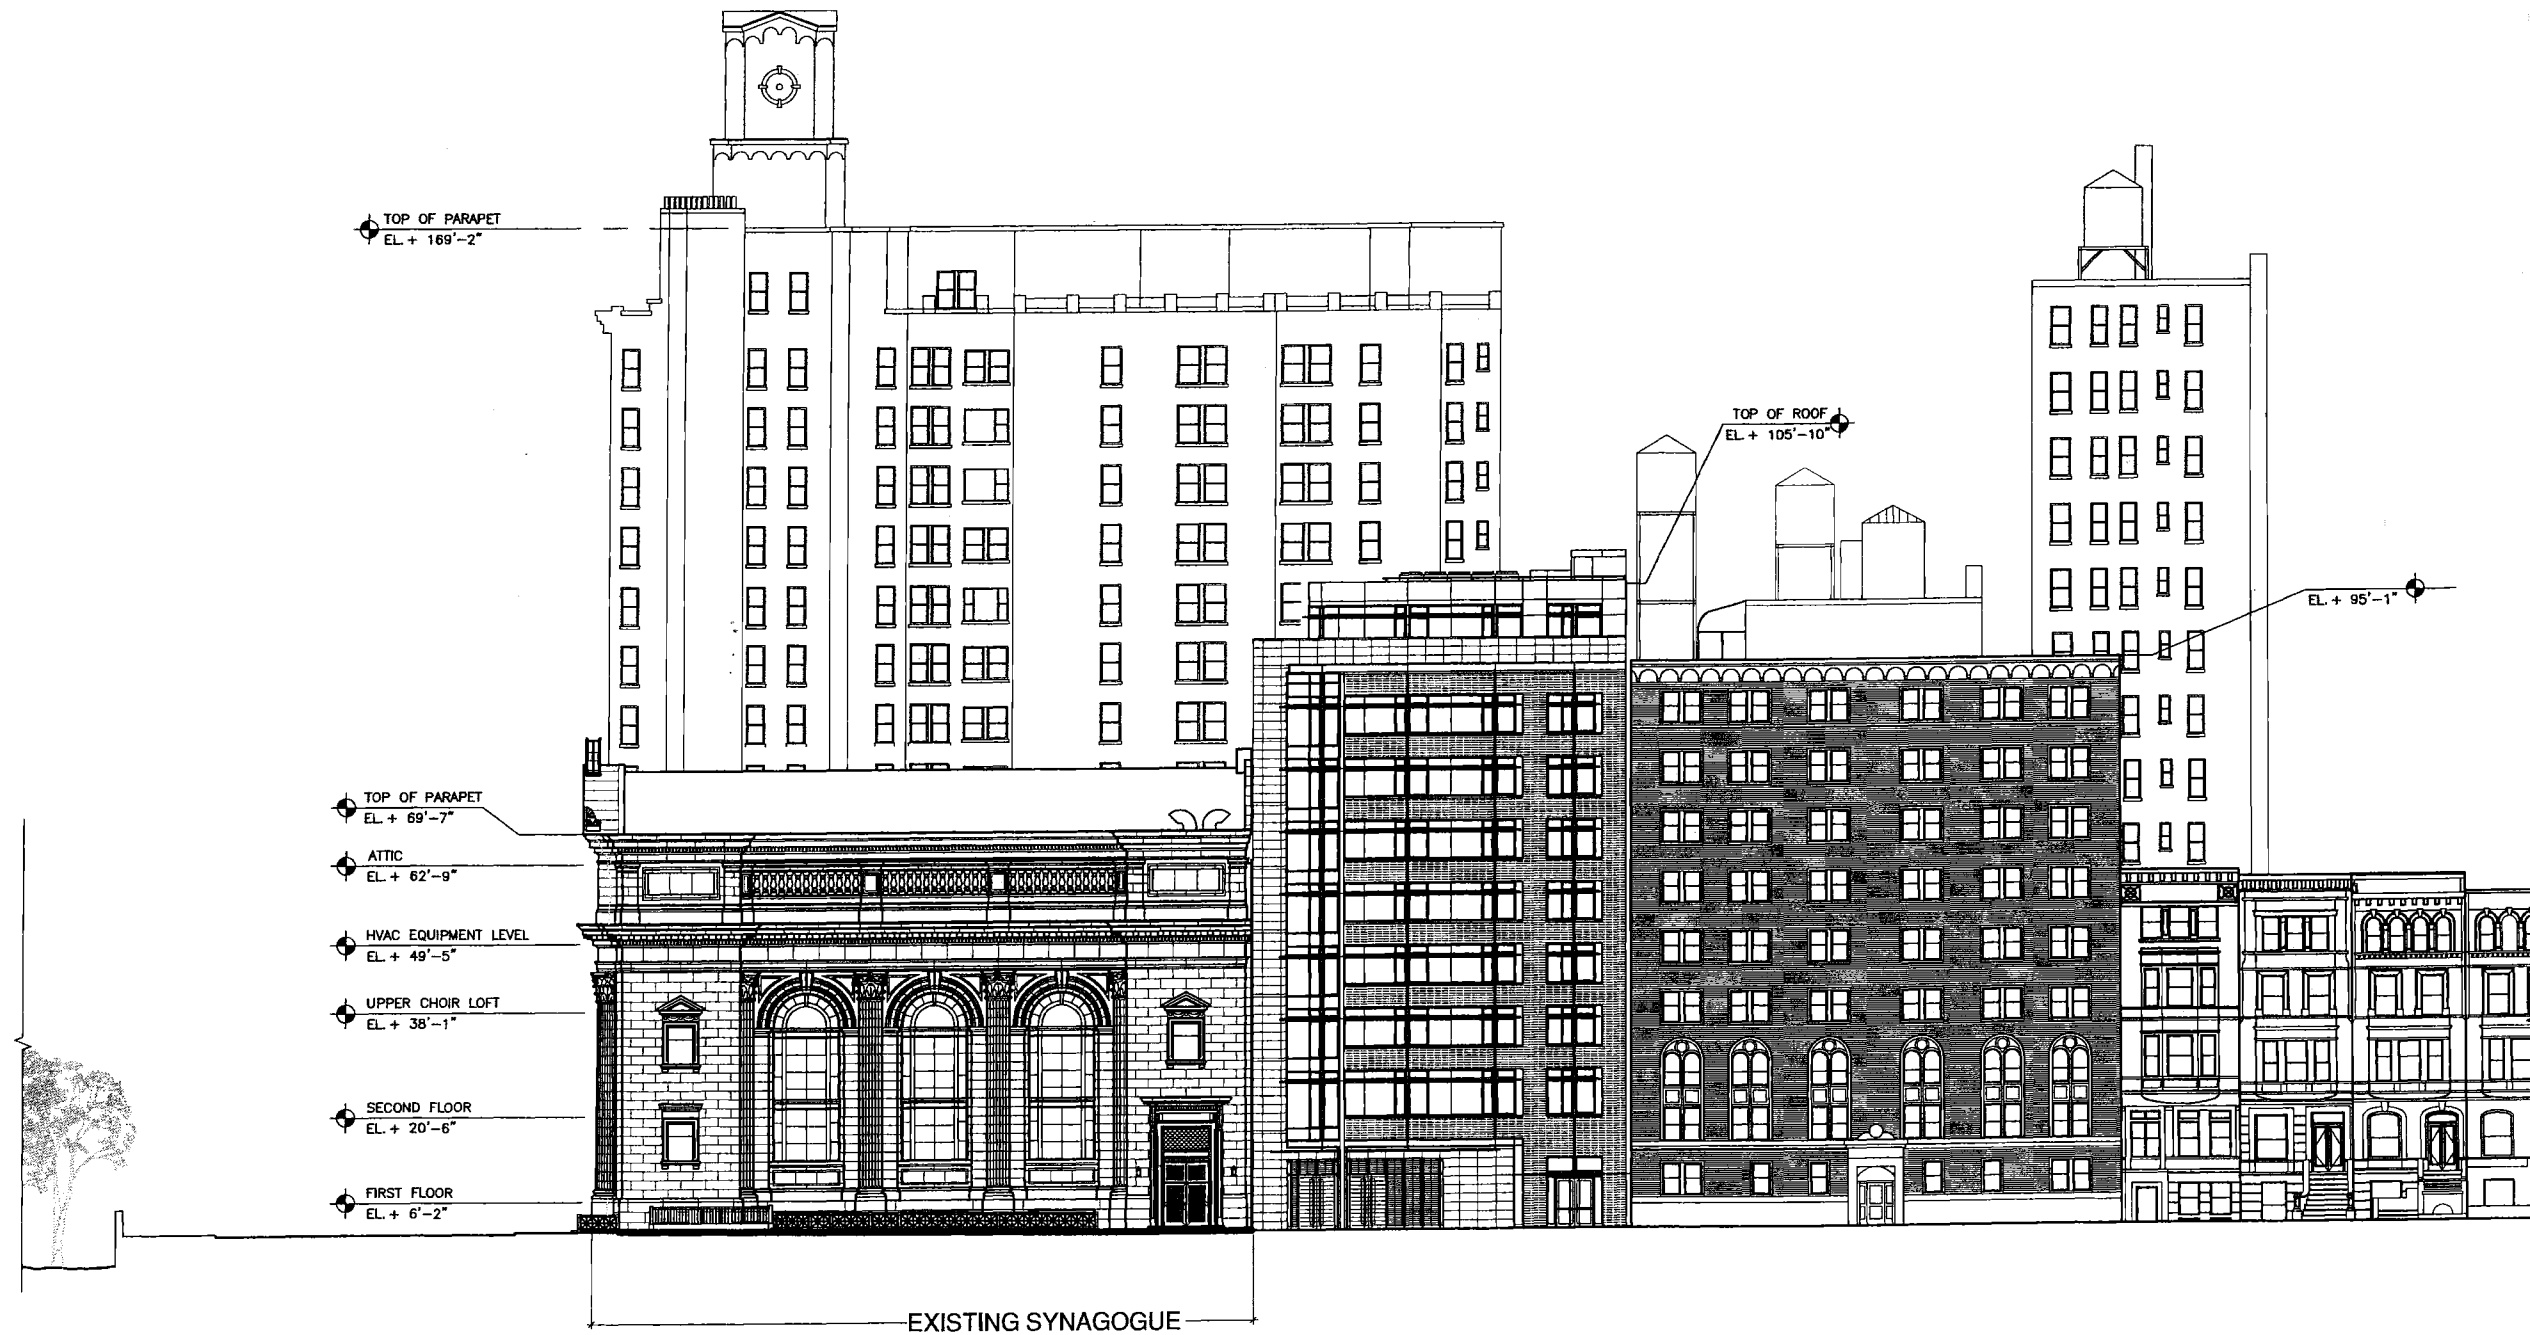 TOP OF PARAPET
EL. + 169'-2"
TOP OF ROOF
EL. + 105'-10"
EL. + 95'-1"
TOP OF PARAPET
EL. + 69'-7"
ATTIC
EL. + 62'-9"
HVAC EQUIPMENT LEVEL
EL. + 49'-5"
UPPER CHOIR LOFT
EL. + 38'-1"
SECOND FLOOR
EL. + 20'-6"
FIRST FLOOR
EL. + 6'-2"
EXISTING SYNAGOGUE